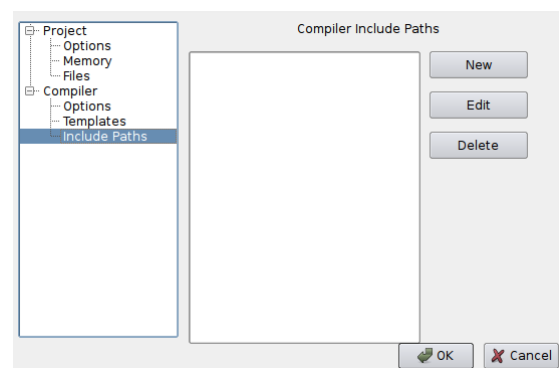 Project
Options
Memory
Files
Compiler
Options
Templates
Include Paths
Compiler Include Paths
New
Edit
Delete
OK
Cancel